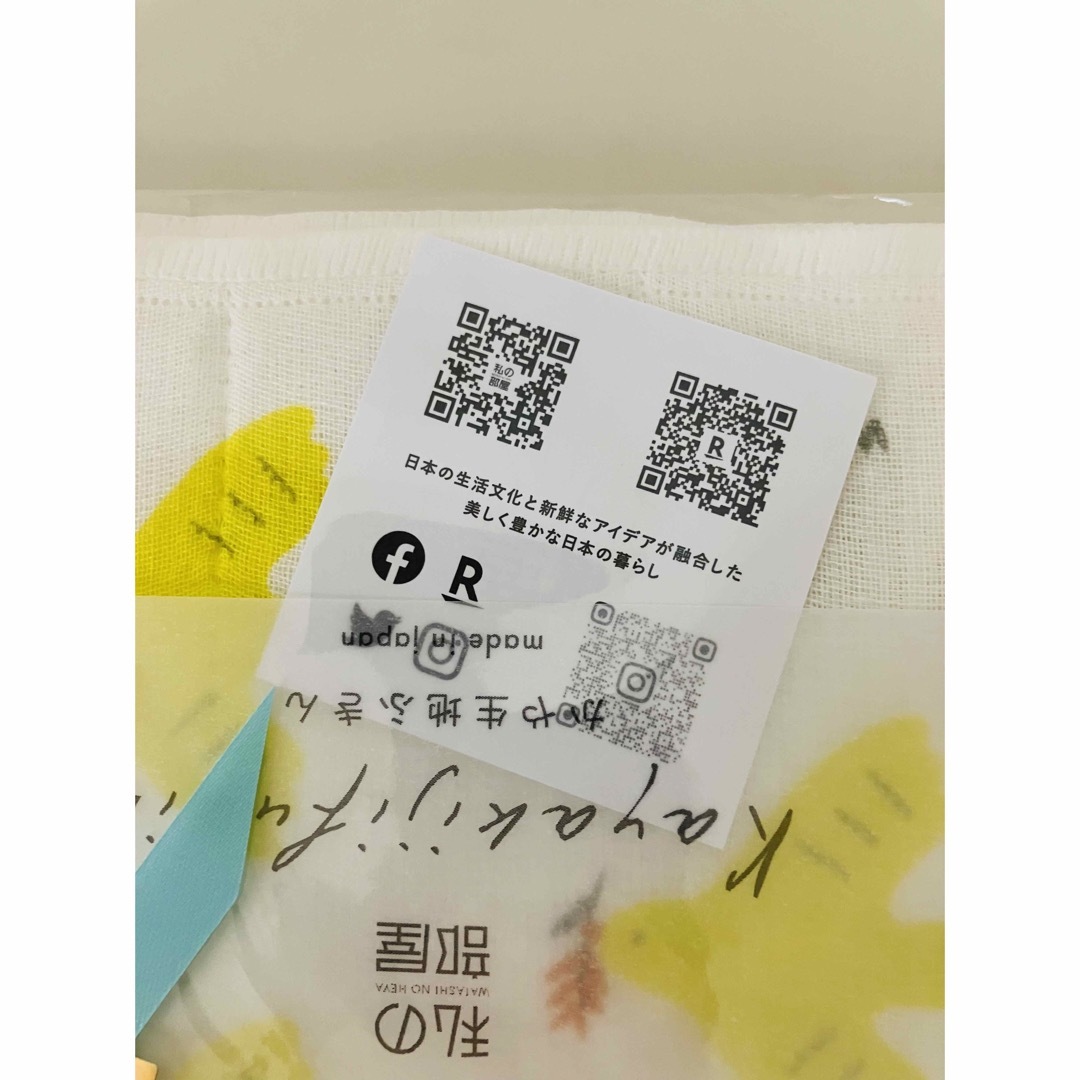 私の
部屋
R
日本の生活文化と新鮮なアイデアが融合した
美しく豊かな日本の暮らし
R
made in japan
かや生地ふきん
私の
部屋
WATASHI NO HEYA